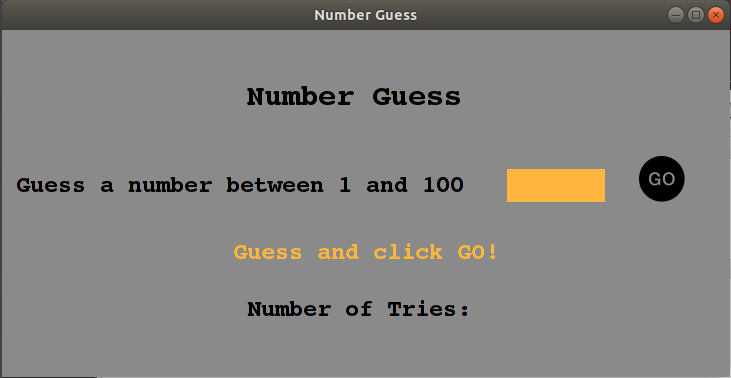 Number Guess
Number Guess
Guess a number between 1 and 100 GO
Guess and click GO!
Number of Tries: